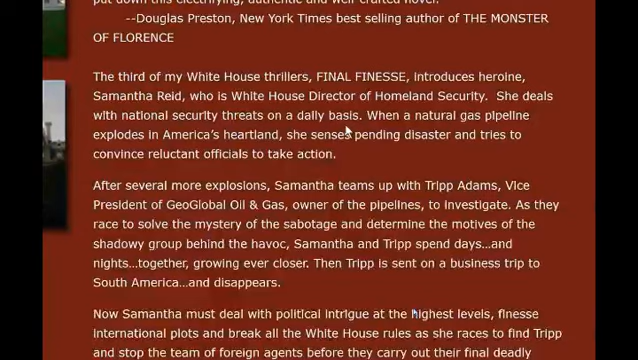 put down this electrifying, authentic and well crafted novel.
--Douglas Preston, New York Times best selling author of THE MONSTER
OF FLORENCE
The third of my White House thrillers, FINAL FINESSE, introduces heroine,
Samantha Reid, who is White House Director of Homeland Security. She deals
with national security threats on a daily basis. When a natural gas pipeline
explodes in America's heartland, she senses pending disaster and tries to
convince reluctant officials to take action.
After several more explosions, Samantha teams up with Tripp Adams, Vice
President of GeoGlobal Oil & Gas, owner of the pipelines, to investigate. As they
race to solve the mystery of the sabotage and determine the motives of the
shadowy group behind the havoc, Samantha and Tripp spend days...and
nights...together, growing ever closer. Then Tripp is sent on a business trip to
South America...and disappears.
Now Samantha must deal with political intrigue at the highest levels, finesse
international plots and break all the White House rules as she races to find Tripp
and stop the team of foreign agents before they carry out their final deadly